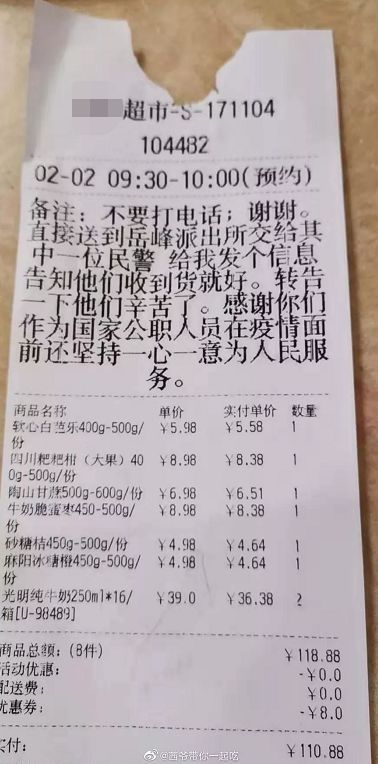 超市-S-171104
104482
02-02 09:30-10:00(预约)
备注: 不要打电话; 谢谢。
直接送到岳峰派出所交给其
中一位民警 给我发个信息
告知他们收到货就好。转告
一下他们辛苦了。感谢你们
作为国家公职人员在疫情面
前还坚持一心一意为人民服
务。
商品名称 单价 实付单价 数量
软心白苋乐400g-500g/ ¥5.98 ¥5.58 1
份
四川粑粑柑（大果）40 ¥8.98 ¥8.38 1
0g-500g/份
陶山甘蔗500g-600g/份 ¥6.98 ¥6.51 1
牛奶脆蜜枣450-500g/ ¥8.98 ¥8.38 1
份
砂糖桔450g-500g/份 ¥4.98 ¥4.64 1
麻阳冰糖橙450g-500g/ ¥4.98 ¥4.64 1
份
光明纯牛奶250ml*16/ ¥39.0 ¥36.38 2
箱[U-98489]
商品总额: (8件) ¥118.88
活动优惠: -¥0.0
配送费: ¥0.0
优惠券: -¥8.0
实付: ¥110.88
@茜爷带你一起吃